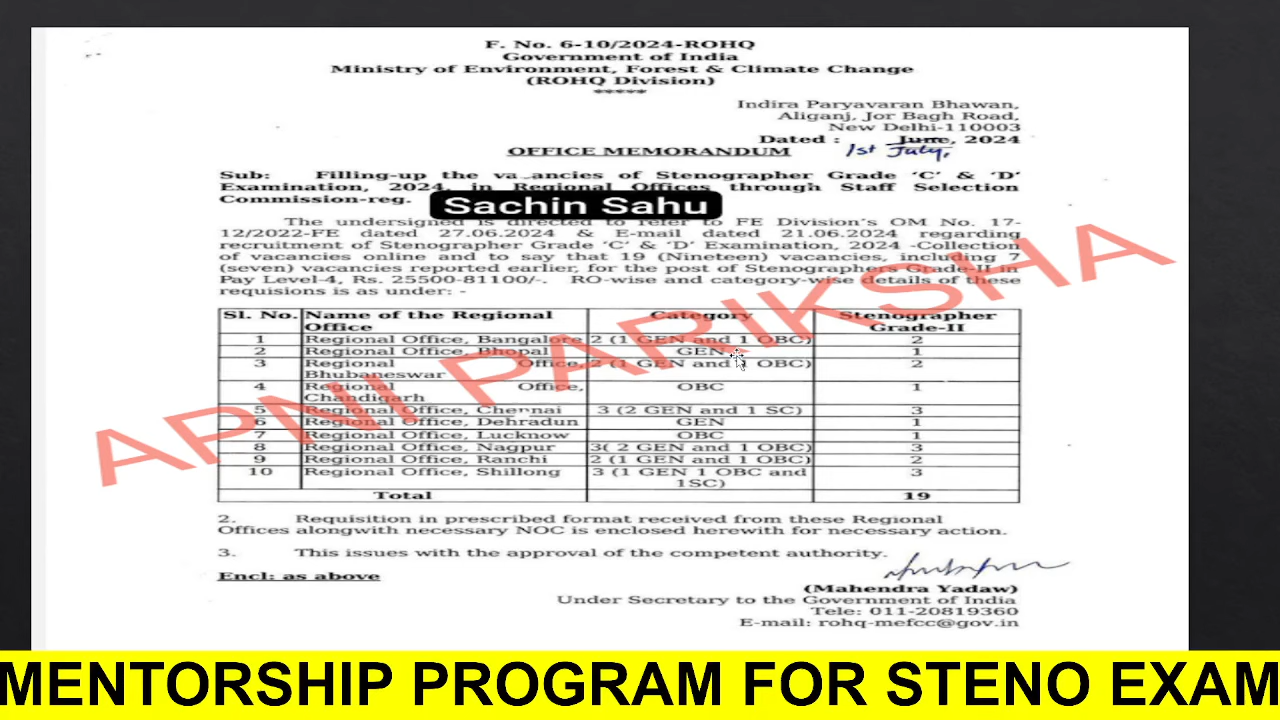 F. No. 6-10/2024-ROHQ
Government of India
Ministry of Environment, Forest & Climate Change
(ROHQ Division)
*****
Indira Paryavaran Bhawan,
Aliganj, Jor Bagh Road,
New Delhi-110003
Dated : June, 2024
1st July,
OFFICE MEMORANDUM
Sub: Filling-up the va ancies of Stenographer Grade ‘C’ & ‘D’
Examination, 2024, in Regional Offices through Staff Selection
Commission-reg.
Sachin Sahu
The undersigned is directed to refer to FE Division’s OM No. 17-
12/2022-FE dated 27.06.2024 & E-mail dated 21.06.2024 regarding
recruitment of Stenographer Grade ‘C’ & ‘D’ Examination, 2024 -Collection
of vacancies online and to say that 19 (Nineteen) vacancies, including 7
(seven) vacancies reported earlier, for the post of Stenographers Grade-II in
Pay Level-4, Rs. 25500-81100/-. RO-wise and category-wise details of these
requisions is as under: -
APNI PARIKSHA
Sl. No. Name of the Regional Office Category Stenographer Grade-II
1 Regional Office, Bangalore 2 (1 GEN and 1 OBC) 2
2 Regional Office, Bhopal GEN 1
3 Regional Office, Bhubaneswar 2 (1 GEN and 1 OBC) 2
4 Regional Office, Chandigarh OBC 1
5 Regional Office, Chennai 3 (2 GEN and 1 SC) 3
6 Regional Office, Dehradun GEN 1
7 Regional Office, Lucknow OBC 1
8 Regional Office, Nagpur 3( 2 GEN and 1 OBC) 3
9 Regional Office, Ranchi 2 (1 GEN and 1 OBC) 2
10 Regional Office, Shillong 3 (1 GEN 1 OBC and 1SC) 3
Total 19
2. Requisition in prescribed format received from these Regional
Offices alongwith necessary NOC is enclosed herewith for necessary action.
3. This issues with the approval of the competent authority.
Encl: as above
(Mahendra Yadaw)
Under Secretary to the Government of India
Tele: 011-20819360
E-mail: rohq-mefcc@gov.in
MENTORSHIP PROGRAM FOR STENO EXAM